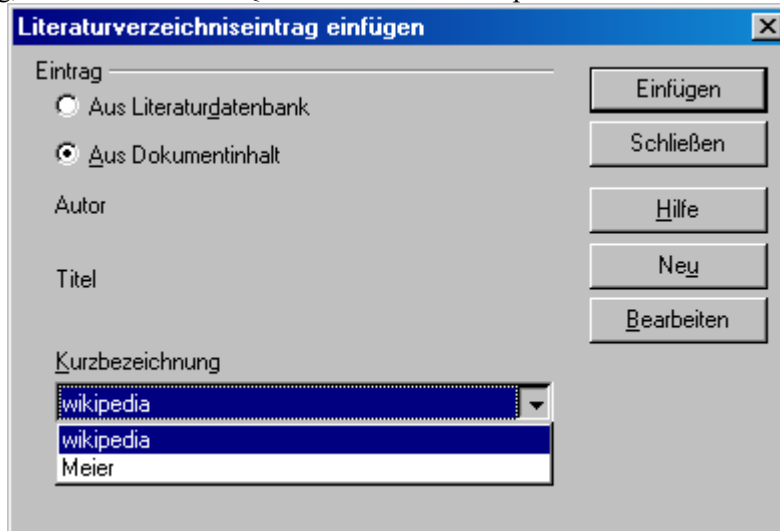 Literaturverzeichniseintrag einfügen
Eintrag
Aus Literaturdatenbank
Aus Dokumentinhalt
Autor
Titel
Kurzbezeichnung
wikipedia
wikipedia
Meier
Einfügen
Schließen
Hilfe
Neu
Bearbeiten